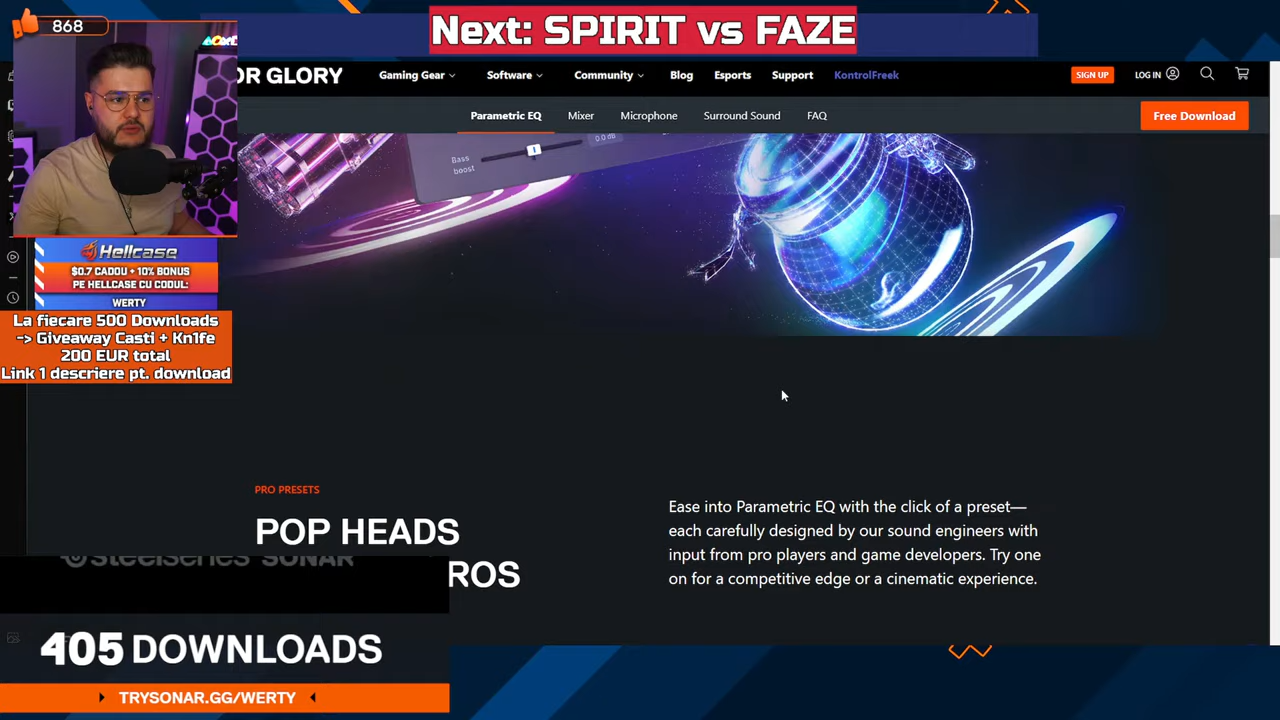 868
Next: SPIRIT vs FAZE
OR GLORY
Gaming Gear
Software
Community
Blog
Esports
Support
KontrolFreek
SIGN UP
LOG IN
Parametric EQ
Mixer
Microphone
Surround Sound
FAQ
Free Download
Bass
boost
0.0 dB
Hellcase
$0.7 CADOU + 10% BONUS
PE HELLCASE CU CODUL:
WERTY
La fiecare 500 Downloads
-> Giveaway Casti + Kn1fe
200 EUR total
Link 1 descriere pt. download
PRO PRESETS
POP HEADS
ROS
Ease into Parametric EQ with the click of a preset—
each carefully designed by our sound engineers with
input from pro players and game developers. Try one
on for a competitive edge or a cinematic experience.
steelseries SONAR
405 DOWNLOADS
TRYSONAR.GG/WERTY